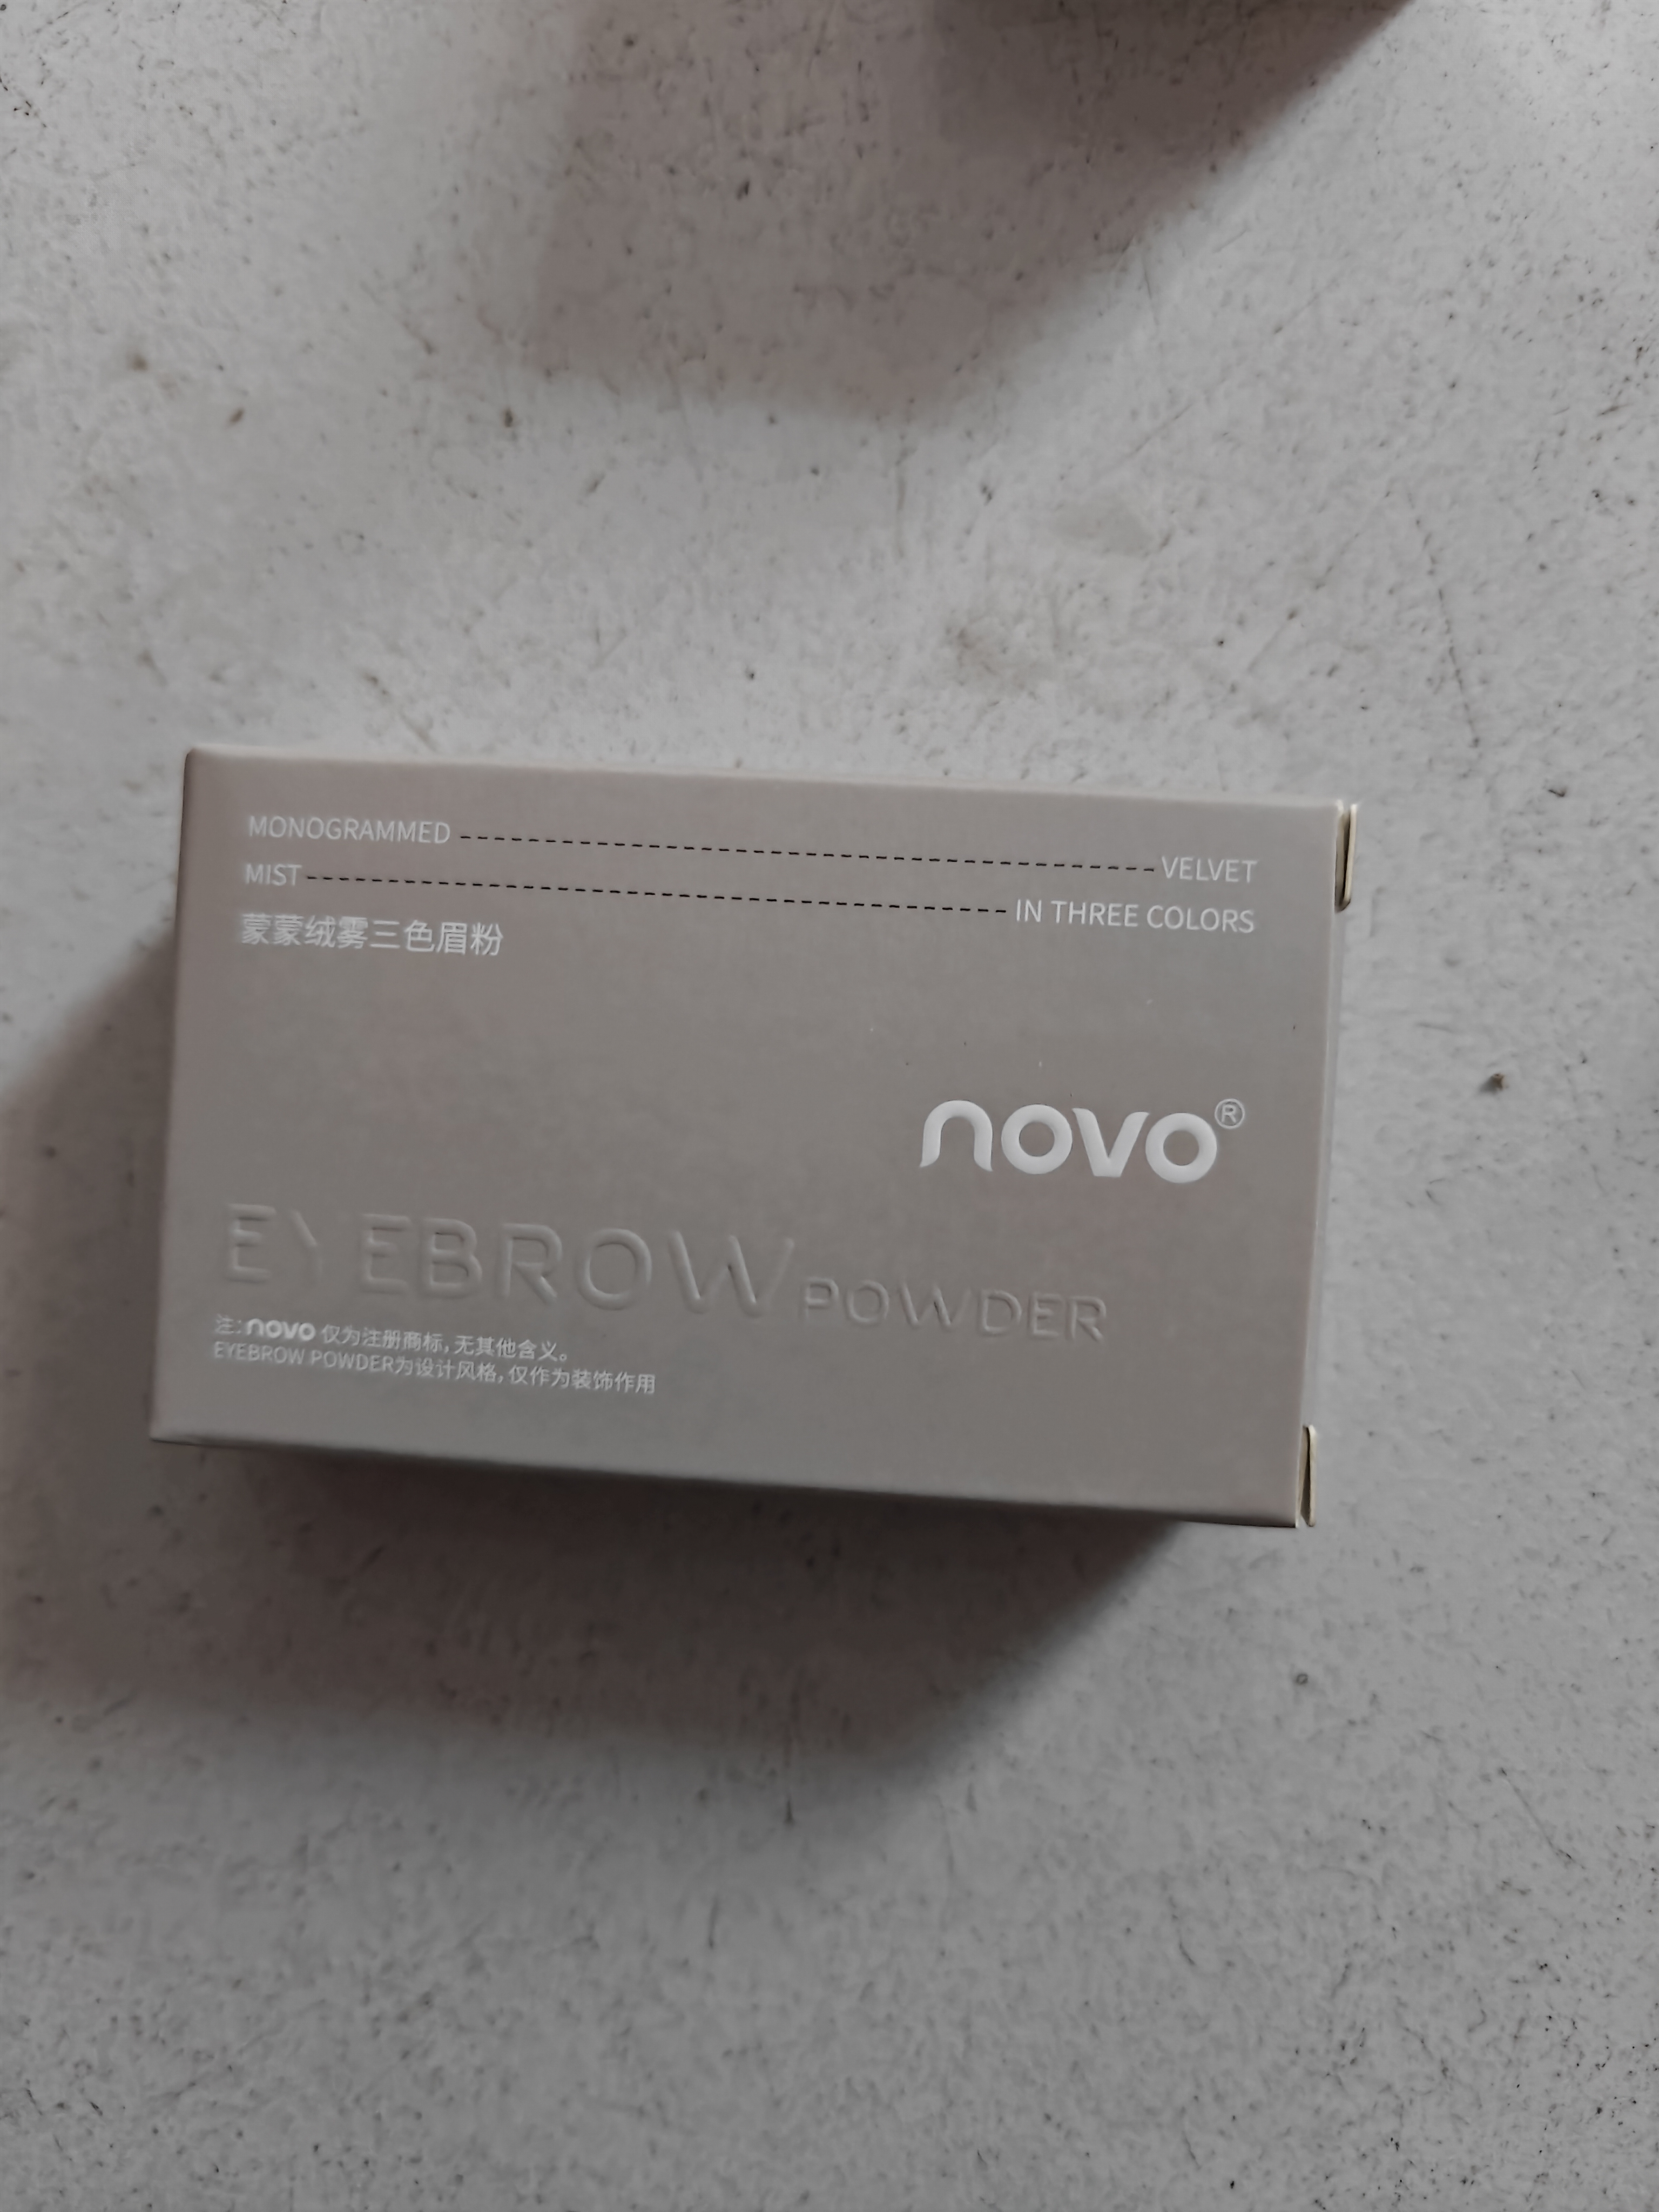 MONOGRAMMED VELVET
MIST IN THREE COLORS
蒙蒙绒雾三色眉粉
novo®
EYEBROW POWDER
注:novo 仅为注册商标,无其他含义。
EYEBROW POWDER为设计风格,仅作为装饰作用